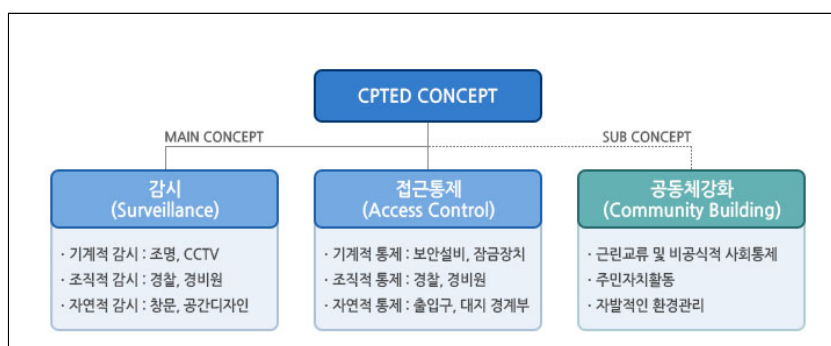 CPTED CONCEPT
MAIN CONCEPT
SUB CONCEPT
감시
(Surveillance)
· 기계적 감시 : 조명, CCTV
· 조직적 감시 : 경찰, 경비원
· 자연적 감시 : 창문, 공간디자인
접근통제
(Access Control)
· 기계적 통제 : 보안설비, 잠금장치
· 조직적 통제 : 경찰, 경비원
· 자연적 통제 : 출입구, 대지 경계부
공동체강화
(Community Building)
· 근린교류 및 비공식적 사회통제
· 주민자치활동
· 자발적인 환경관리